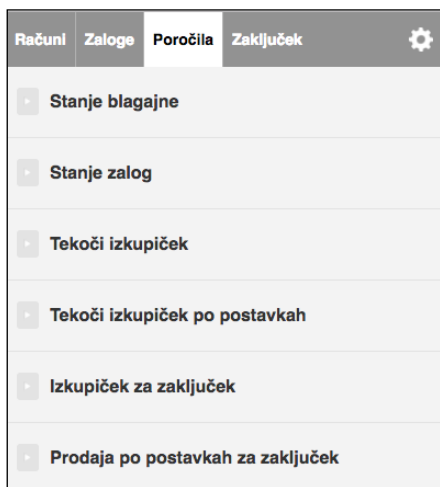 Računi Zaloge Poročila Zaključek
Stanje blagajne
Stanje zalog
Tekoči izkupiček
Tekoči izkupiček po postavkah
Izkupiček za zaključek
Prodaja po postavkah za zaključek